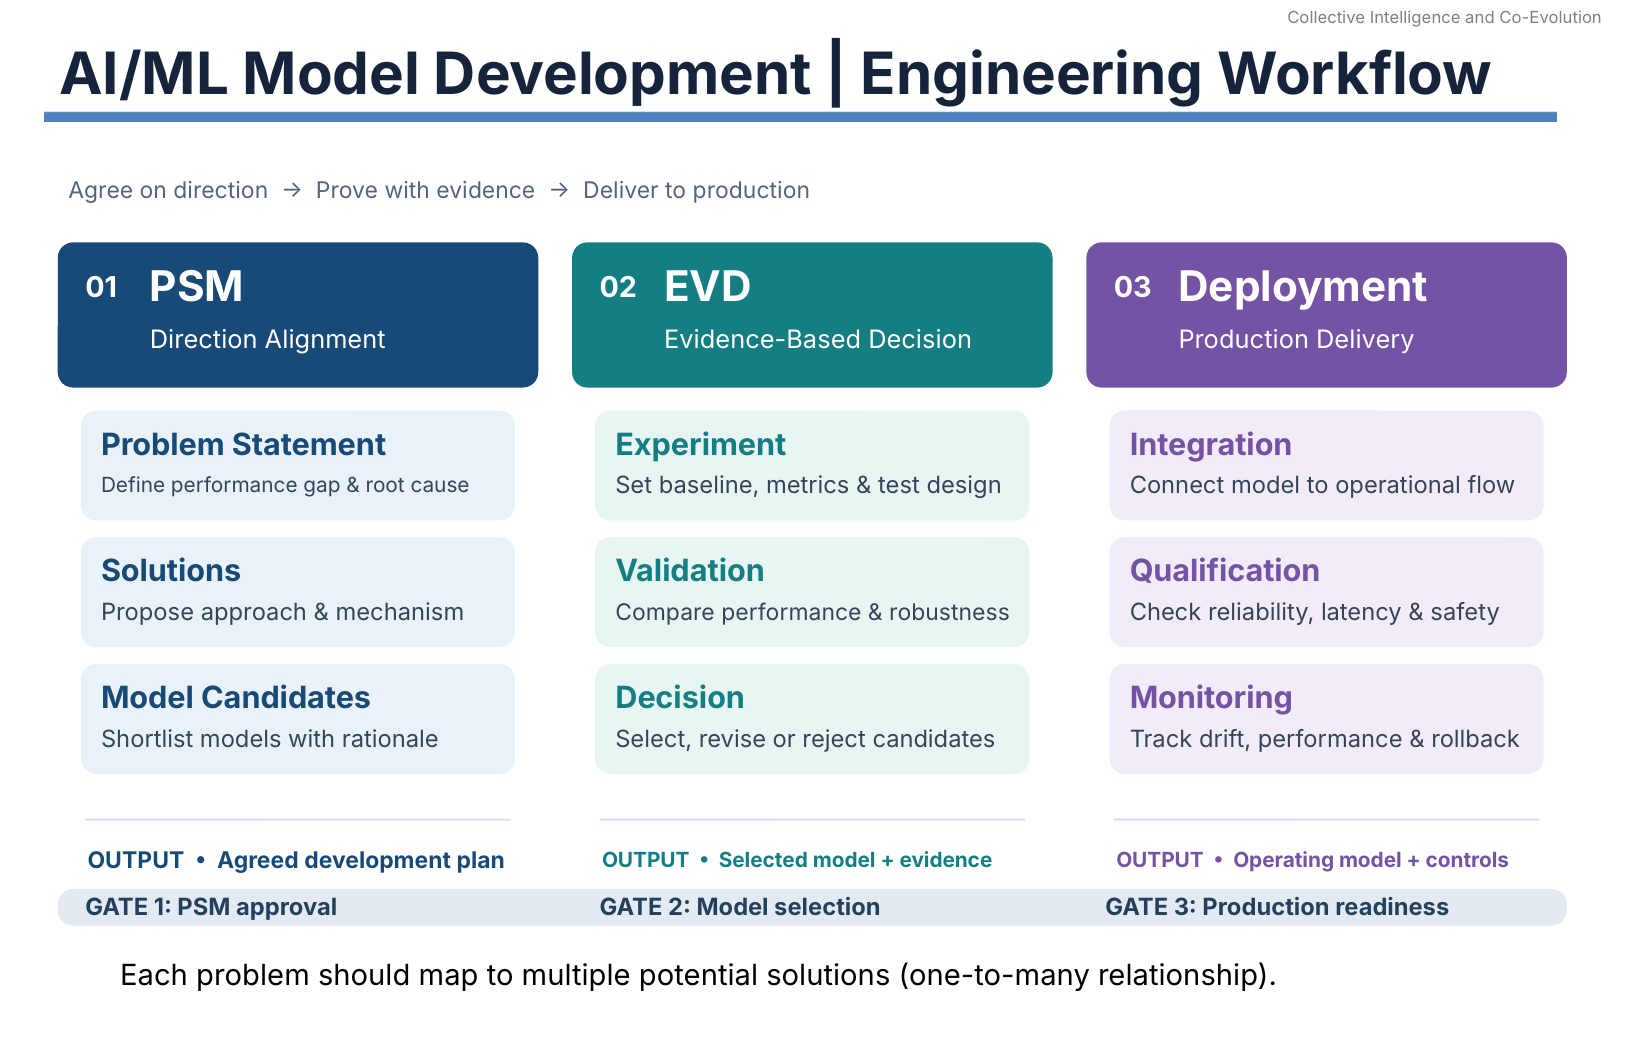 Collective Intelligence and Co-Evolution
AI/ML Model Development | Engineering Workflow
Agree on direction → Prove with evidence → Deliver to production
01 PSM
Direction Alignment
Problem Statement
Define performance gap & root cause
Solutions
Propose approach & mechanism
Model Candidates
Shortlist models with rationale
OUTPUT • Agreed development plan
GATE 1: PSM approval
02 EVD
Evidence-Based Decision
Experiment
Set baseline, metrics & test design
Validation
Compare performance & robustness
Decision
Select, revise or reject candidates
OUTPUT • Selected model + evidence
GATE 2: Model selection
03 Deployment
Production Delivery
Integration
Connect model to operational flow
Qualification
Check reliability, latency & safety
Monitoring
Track drift, performance & rollback
OUTPUT • Operating model + controls
GATE 3: Production readiness
Each problem should map to multiple potential solutions (one-to-many relationship).